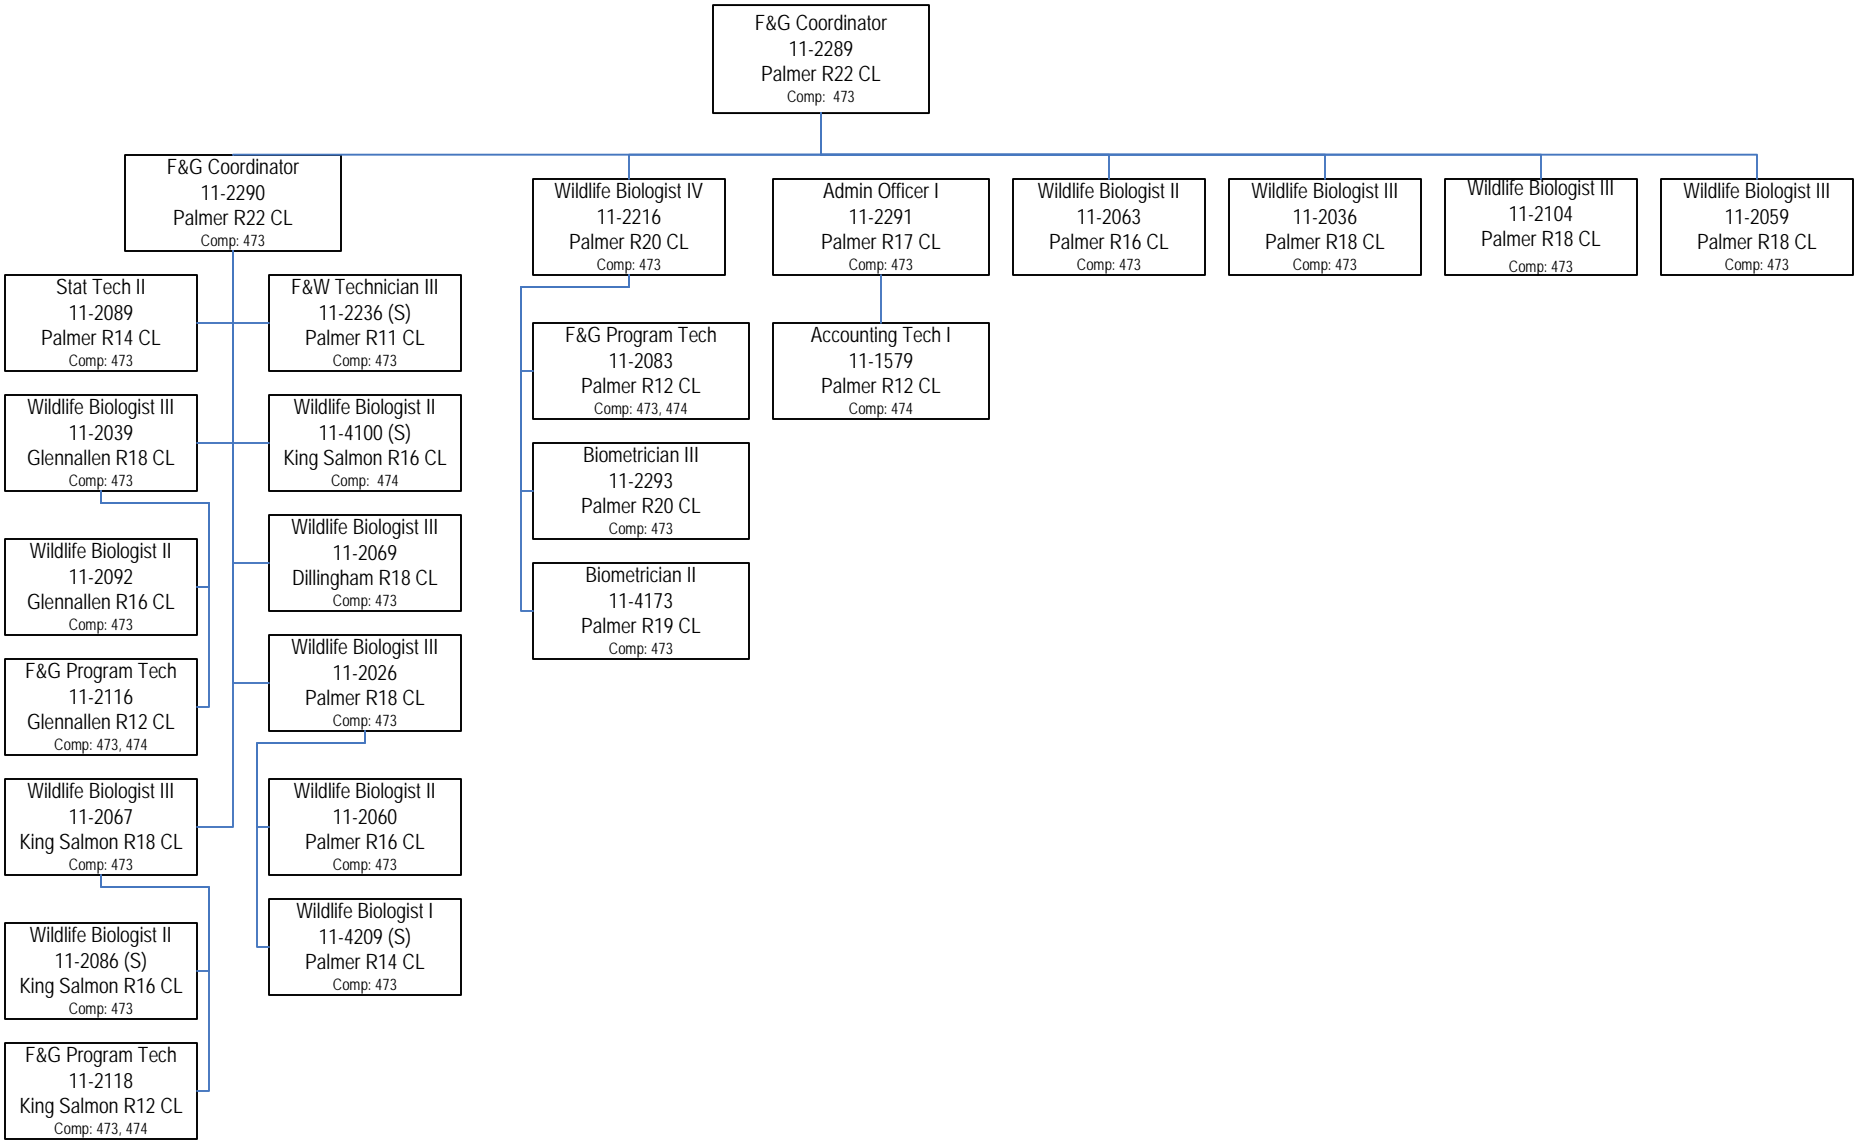 F&G Coordinator
11-2289
Palmer R22 CL
Comp: 473
F&G Coordinator
11-2290
Palmer R22 CL
Comp: 473
Wildlife Biologist IV
11-2216
Palmer R20 CL
Comp: 473
Admin Officer I
11-2291
Palmer R17 CL
Comp: 473
Wildlife Biologist II
11-2063
Palmer R16 CL
Comp: 473
Wildlife Biologist III
11-2036
Palmer R18 CL
Comp: 473
Wildlife Biologist III
11-2104
Palmer R18 CL
Comp: 473
Wildlife Biologist III
11-2059
Palmer R18 CL
Comp: 473
Stat Tech II
11-2089
Palmer R14 CL
Comp: 473
F&W Technician III
11-2236 (S)
Palmer R11 CL
Comp: 473
F&G Program Tech
11-2083
Palmer R12 CL
Comp: 473, 474
Accounting Tech I
11-1579
Palmer R12 CL
Comp: 474
Wildlife Biologist III
11-2039
Glennallen R18 CL
Comp: 473
Wildlife Biologist II
11-4100 (S)
King Salmon R16 CL
Comp: 474
Biometrician III
11-2293
Palmer R20 CL
Comp: 473
Wildlife Biologist II
11-2092
Glennallen R16 CL
Comp: 473
Wildlife Biologist III
11-2069
Dillingham R18 CL
Comp: 473
Biometrician II
11-4173
Palmer R19 CL
Comp: 473
F&G Program Tech
11-2116
Glennallen R12 CL
Comp: 473, 474
Wildlife Biologist III
11-2026
Palmer R18 CL
Comp: 473
Wildlife Biologist III
11-2067
King Salmon R18 CL
Comp: 473
Wildlife Biologist II
11-2060
Palmer R16 CL
Comp: 473
Wildlife Biologist II
11-2086 (S)
King Salmon R16 CL
Comp: 473
Wildlife Biologist I
11-4209 (S)
Palmer R14 CL
Comp: 473
F&G Program Tech
11-2118
King Salmon R12 CL
Comp: 473, 474